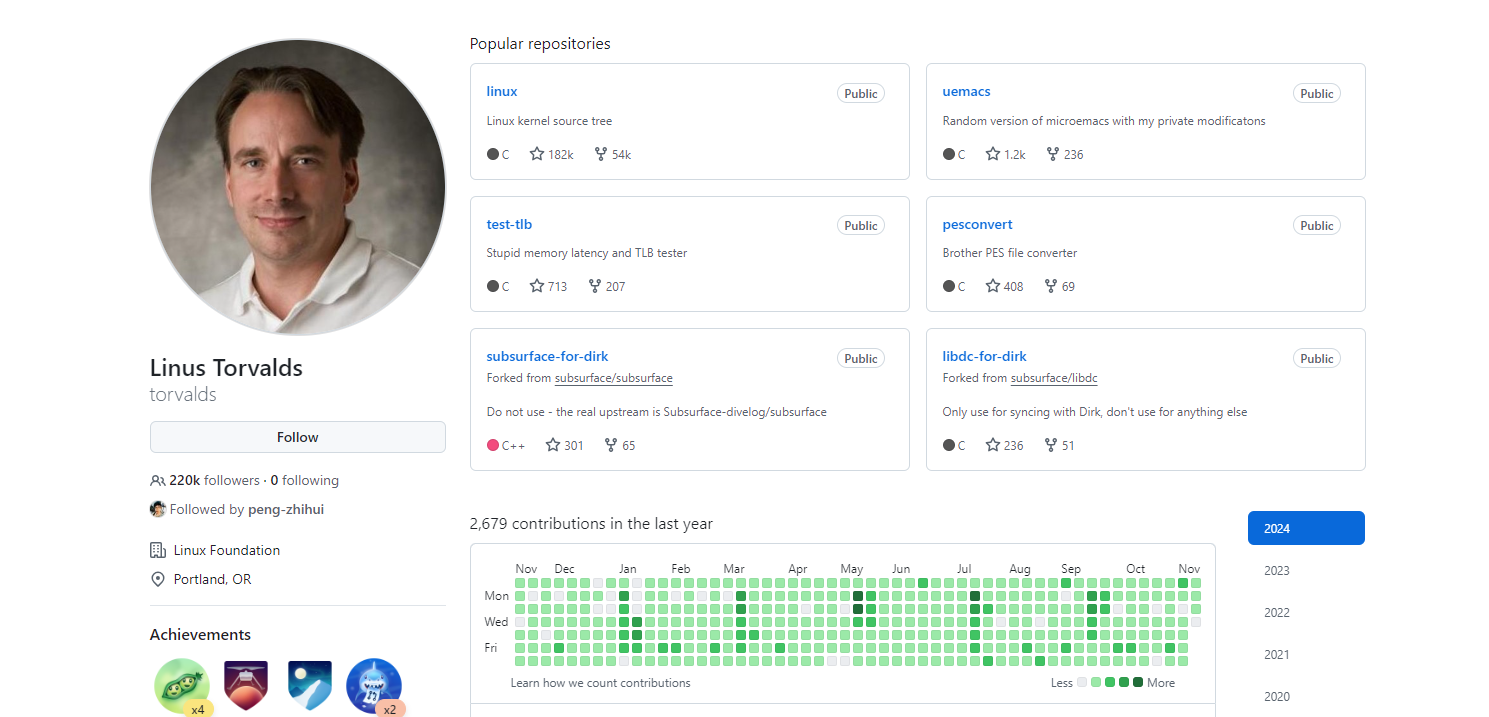 Linus Torvalds
torvalds
Follow
220k followers · 0 following
Followed by peng-zhihui
Linux Foundation
Portland, OR
Achievements
x4
x2
Popular repositories
linux
Public
Linux kernel source tree
C 182k 54k
uemacs
Public
Random version of microemacs with my private modificatons
C 1.2k 236
test-tlb
Public
Stupid memory latency and TLB tester
C 713 207
pesconvert
Public
Brother PES file converter
C 408 69
subsurface-for-dirk
Public
Forked from subsurface/subsurface
Do not use - the real upstream is Subsurface-divelog/subsurface
C++ 301 65
libdc-for-dirk
Public
Forked from subsurface/libdc
Only use for syncing with Dirk, don't use for anything else
C 236 51
2,679 contributions in the last year
Nov Dec Jan Feb Mar Apr May Jun Jul Aug Sep Oct Nov
Mon
Wed
Fri
Learn how we count contributions
Less More
2024
2023
2022
2021
2020